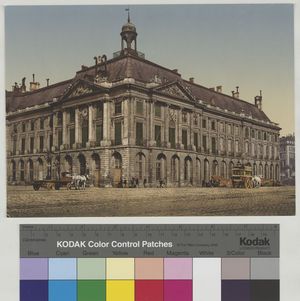 KODAK Color Control Patches
Kodak
Blue Cyan Green Yellow Red Magenta White 3/Color Black